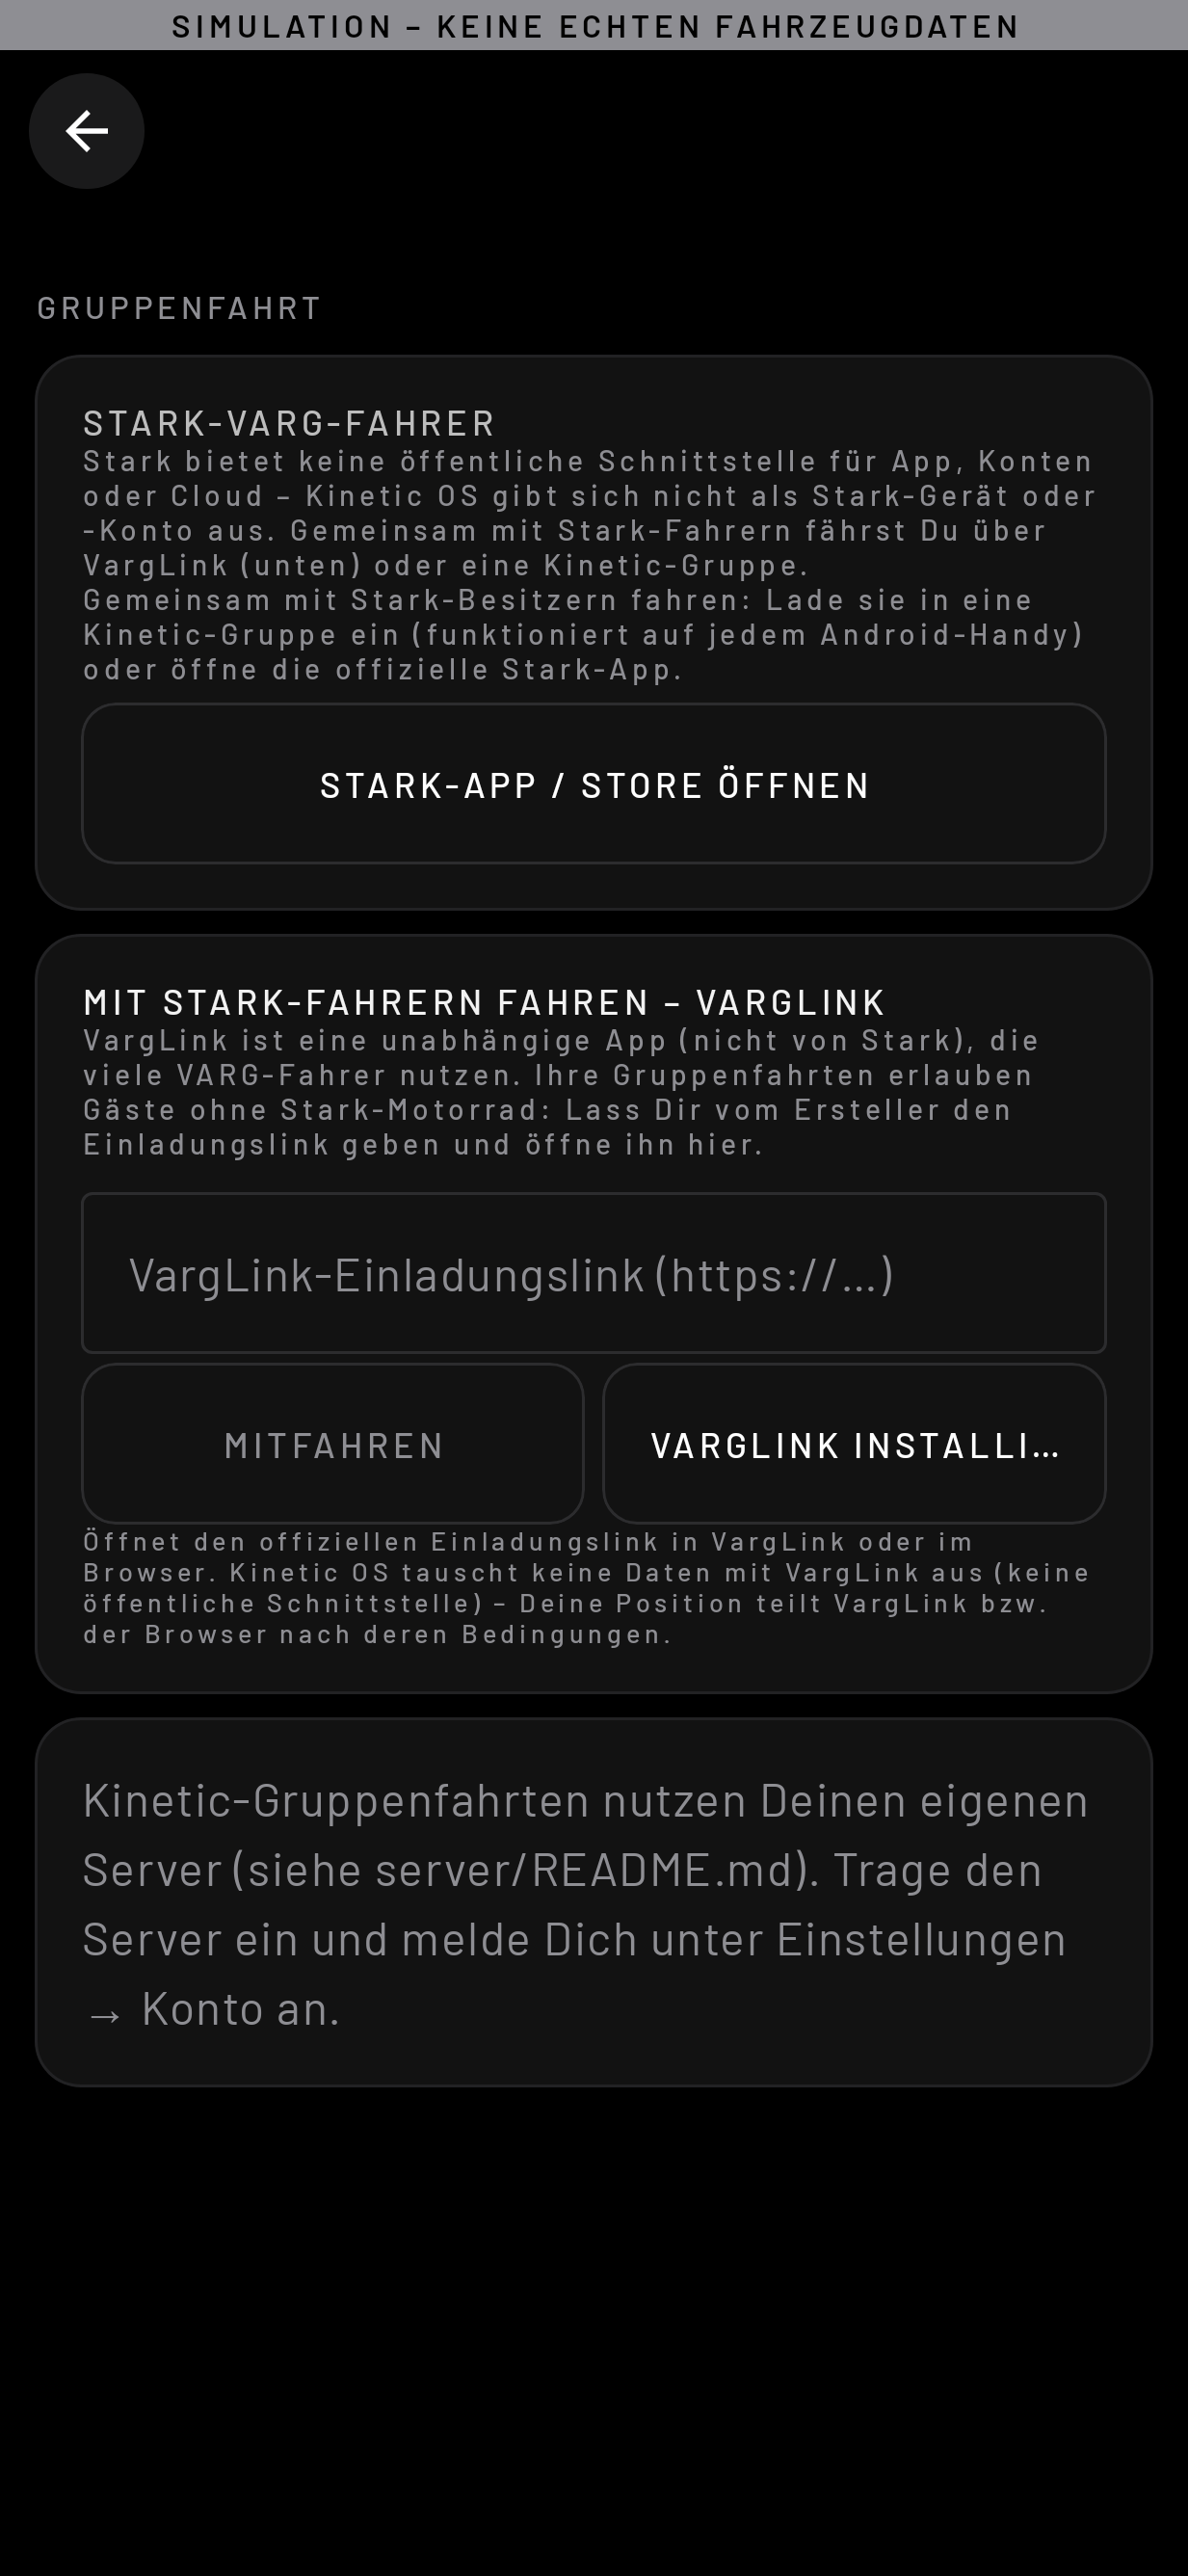 SIMULATION – KEINE ECHTEN FAHRZEUGDATEN
GRUPPENFAHRT
STARK-VARG-FAHRER
Stark bietet keine öffentliche Schnittstelle für App, Konten
oder Cloud – Kinetic OS gibt sich nicht als Stark-Gerät oder
-Konto aus. Gemeinsam mit Stark-Fahrern fährst Du über
VargLink (unten) oder eine Kinetic-Gruppe.
Gemeinsam mit Stark-Besitzern fahren: Lade sie in eine
Kinetic-Gruppe ein (funktioniert auf jedem Android-Handy)
oder öffne die offizielle Stark-App.
STARK-APP / STORE ÖFFNEN
MIT STARK-FAHRERN FAHREN – VARGLINK
VargLink ist eine unabhängige App (nicht von Stark), die
viele VARG-Fahrer nutzen. Ihre Gruppenfahrten erlauben
Gäste ohne Stark-Motorrad: Lass Dir vom Ersteller den
Einladungslink geben und öffne ihn hier.
VargLink-Einladungslink (https://…)
MITFAHREN
VARGLINK INSTALLI…
Öffnet den offiziellen Einladungslink in VargLink oder im
Browser. Kinetic OS tauscht keine Daten mit VargLink aus (keine
öffentliche Schnittstelle) – Deine Position teilt VargLink bzw.
der Browser nach deren Bedingungen.
Kinetic-Gruppenfahrten nutzen Deinen eigenen
Server (siehe server/README.md). Trage den
Server ein und melde Dich unter Einstellungen
→ Konto an.